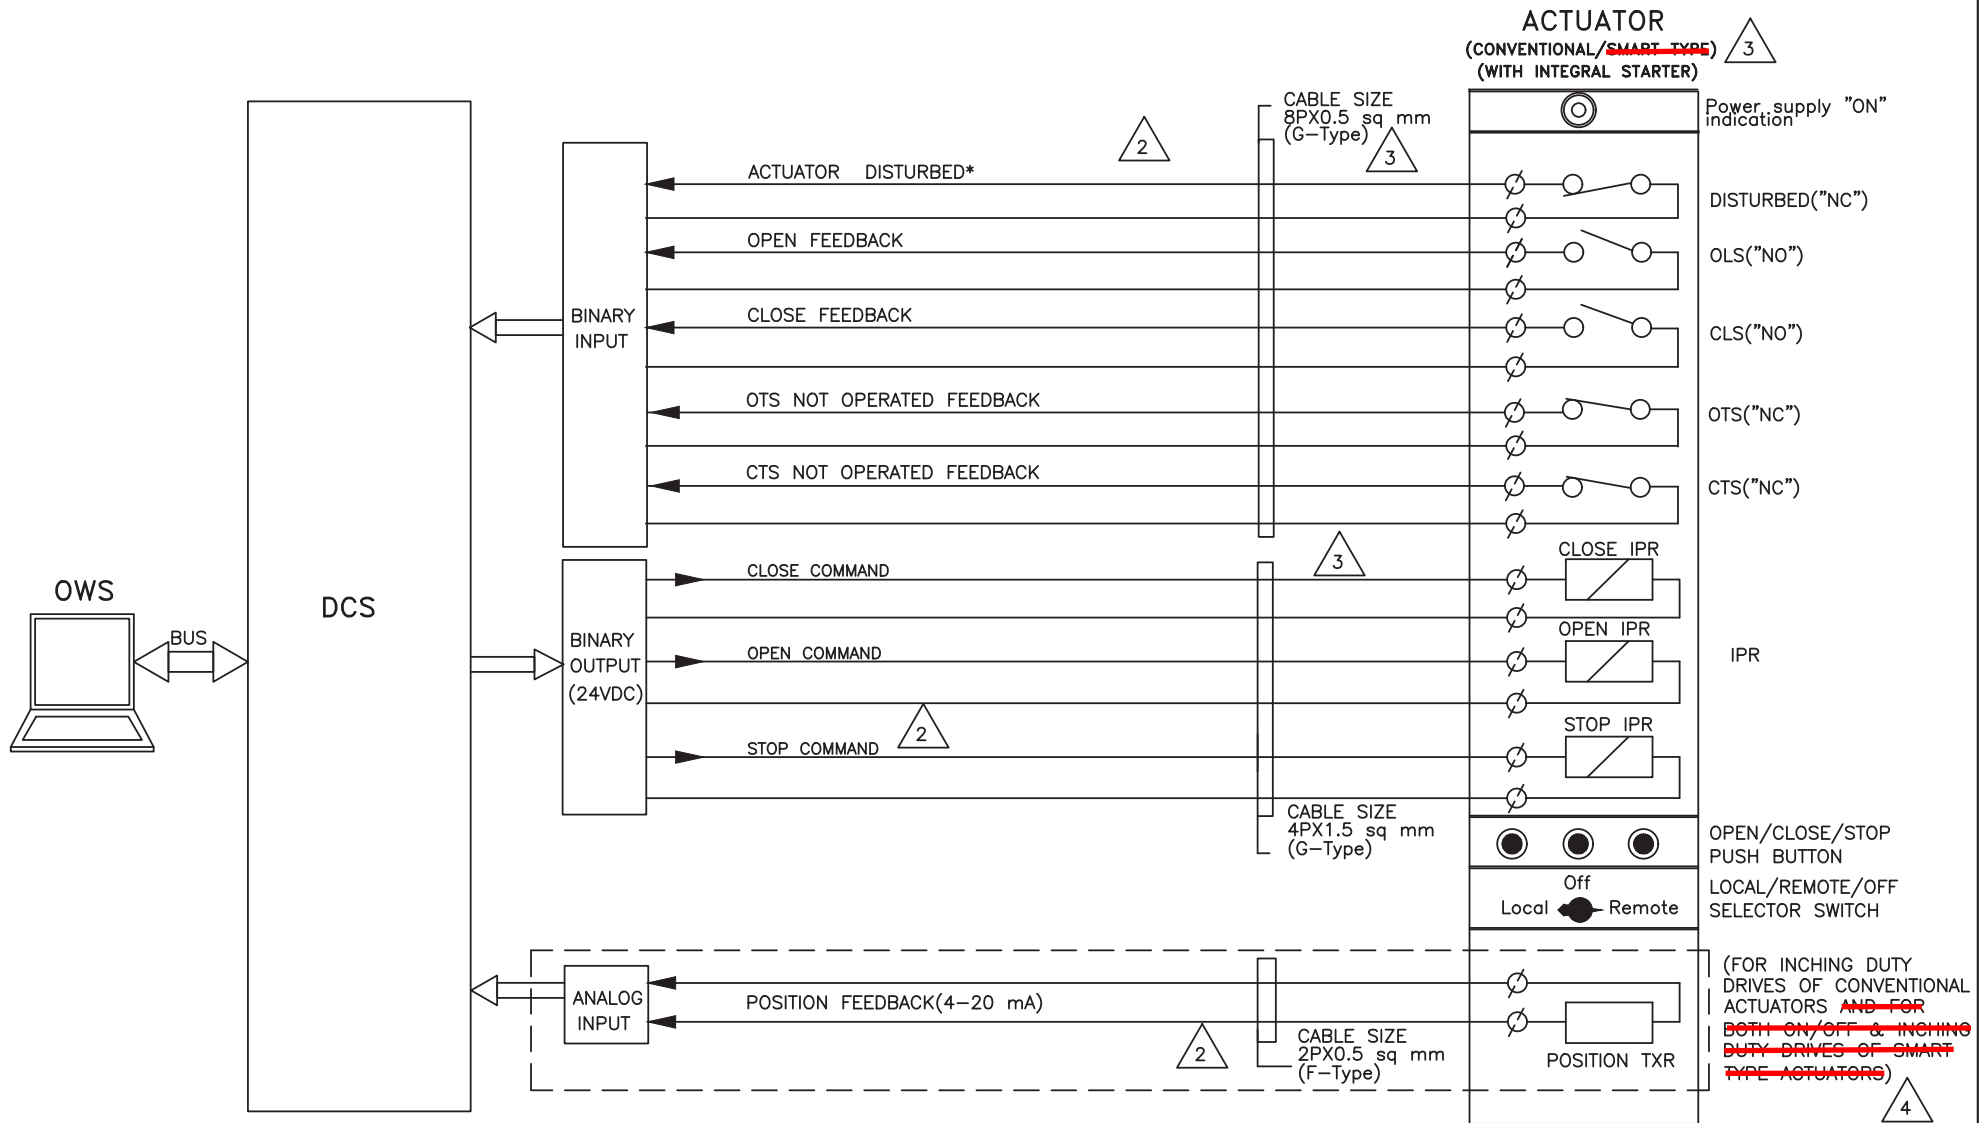 ACTUATOR
(CONVENTIONAL/SMART TYPE)
3
(WITH INTEGRAL STARTER)
Power supply "ON"
indication
CABLE SIZE
8PX0.5 sq mm
(G-Type)
2
3
ACTUATOR DISTURBED*
DISTURBED("NC")
OPEN FEEDBACK
OLS("NO")
BINARY
INPUT
CLOSE FEEDBACK
CLS("NO")
OTS NOT OPERATED FEEDBACK
OTS("NC")
CTS NOT OPERATED FEEDBACK
CTS("NC")
3
CLOSE IPR
CLOSE COMMAND
OWS
DCS
BUS
BINARY
OUTPUT
(24VDC)
OPEN IPR
OPEN COMMAND
IPR
2
STOP IPR
STOP COMMAND
CABLE SIZE
4PX1.5 sq mm
(G-Type)
OPEN/CLOSE/STOP
PUSH BUTTON
Off
Local
Remote
LOCAL/REMOTE/OFF
SELECTOR SWITCH
ANALOG
INPUT
POSITION FEEDBACK(4-20 mA)
2
CABLE SIZE
2PX0.5 sq mm
(F-Type)
POSITION TXR
(FOR INCHING DUTY
DRIVES OF CONVENTIONAL
ACTUATORS AND FOR
BOTH ON/OFF & INCHING
DUTY DRIVES OF SMART
TYPE ACTUATORS)
4